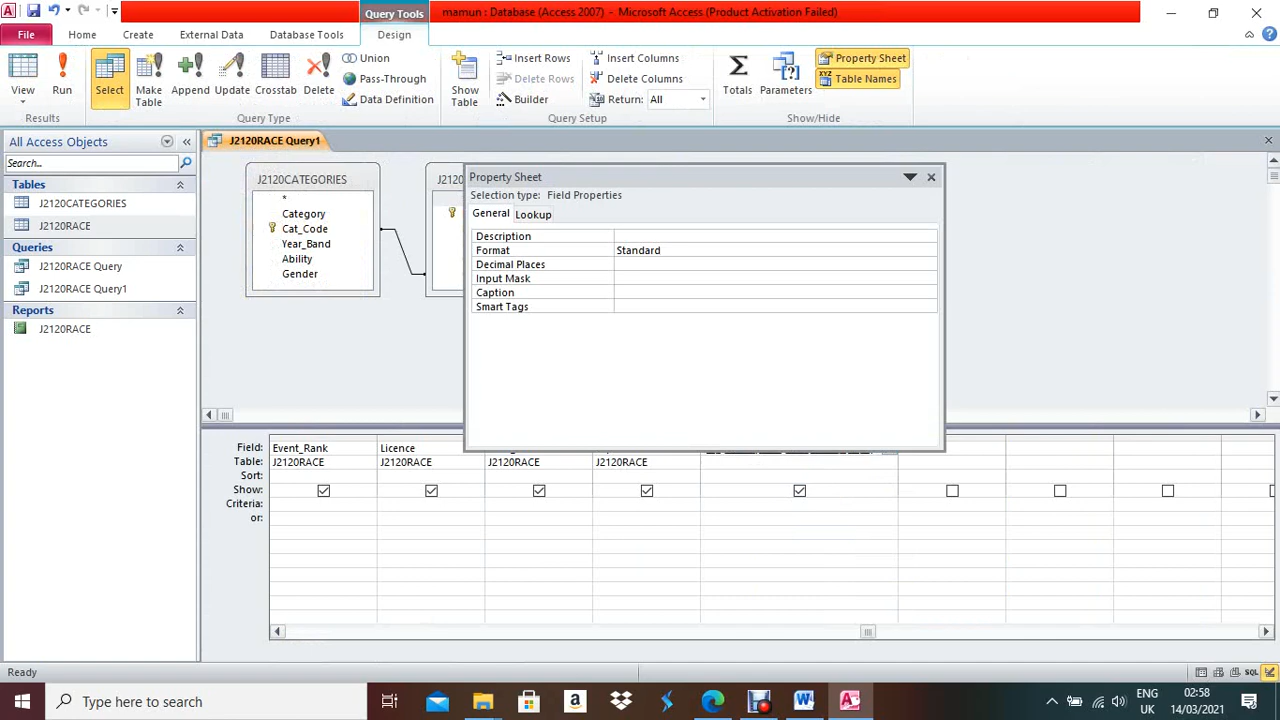 Query Tools
mamun : Database (Access 2007) - Microsoft Access (Product Activation Failed)
File
Home
Create
External Data
Database Tools
Design
View
Run
Select
Make Table
Append
Update
Crosstab
Delete
Union
Pass-Through
Data Definition
Show Table
Insert Rows
Delete Rows
Builder
Insert Columns
Delete Columns
Return: All
Totals
Parameters
Property Sheet
Table Names
Results
Query Type
Query Setup
Show/Hide
All Access Objects
Search...
Tables
J2120CATEGORIES
J2120RACE
Queries
J2120RACE Query
J2120RACE Query1
Reports
J2120RACE
J2120RACE Query1
J2120CATEGORIES
*
Category
Cat_Code
Year_Band
Ability
Gender
Property Sheet
Selection type: Field Properties
General Lookup
Description
Format Standard
Decimal Places
Input Mask
Caption
Smart Tags
Field: Event_Rank Licence
Table: J2120RACE J2120RACE J2120RACE J2120RACE
Sort:
Show:
Criteria:
or:
Ready
SQL
Type here to search
ENG
UK
02:58
14/03/2021